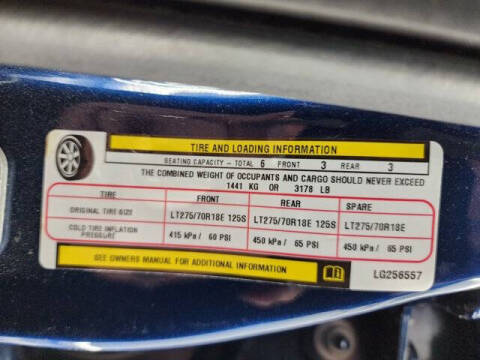 TIRE AND LOADING INFORMATION
SEATING CAPACITY - TOTAL 6 FRONT 3 REAR 3
THE COMBINED WEIGHT OF OCCUPANTS AND CARGO SHOULD NEVER EXCEED
1441 KG OR 3178 LB
TIRE FRONT REAR SPARE
ORIGINAL TIRE SIZE LT275/70R18E 125S LT275/70R18E 125S LT275/70R18E
COLD TIRE INFLATION PRESSURE 415 kPa / 60 PSI 450 kPa / 65 PSI 450 kPa / 65 PSI
SEE OWNERS MANUAL FOR ADDITIONAL INFORMATION
LG256557